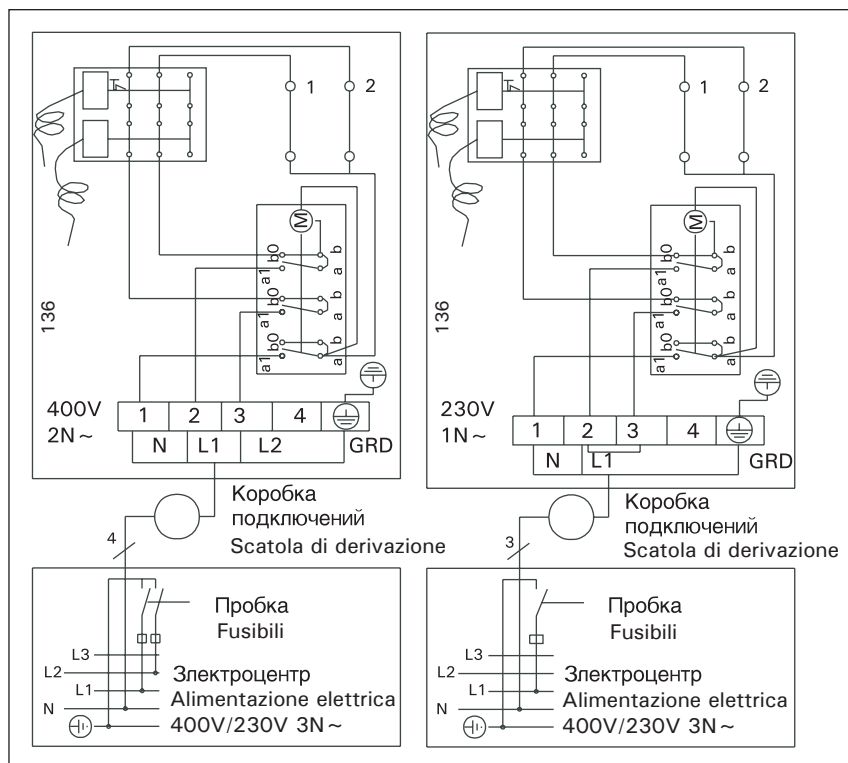 1 2
M
b0 b
a1 a
b0 b
a1 a
b0 b
a1 a
136
400V
2N~
1 2 3 4
N L1 L2 GRD
Коробка
подключений
Scatola di derivazione
4
Пробка
Fusibili
L3
L2
L1
N
Злектроцентр
Alimentazione elettrica
400V/230V 3N~
1 2
M
b0 b
a1 a
b0 b
a1 a
b0 b
a1 a
136
230V
1N~
1 2 3 4
N L1 GRD
Коробка
подключений
Scatola di derivazione
3
Пробка
Fusibili
L3
L2
L1
N
Злектроцентр
Alimentazione elettrica
400V/230V 3N~